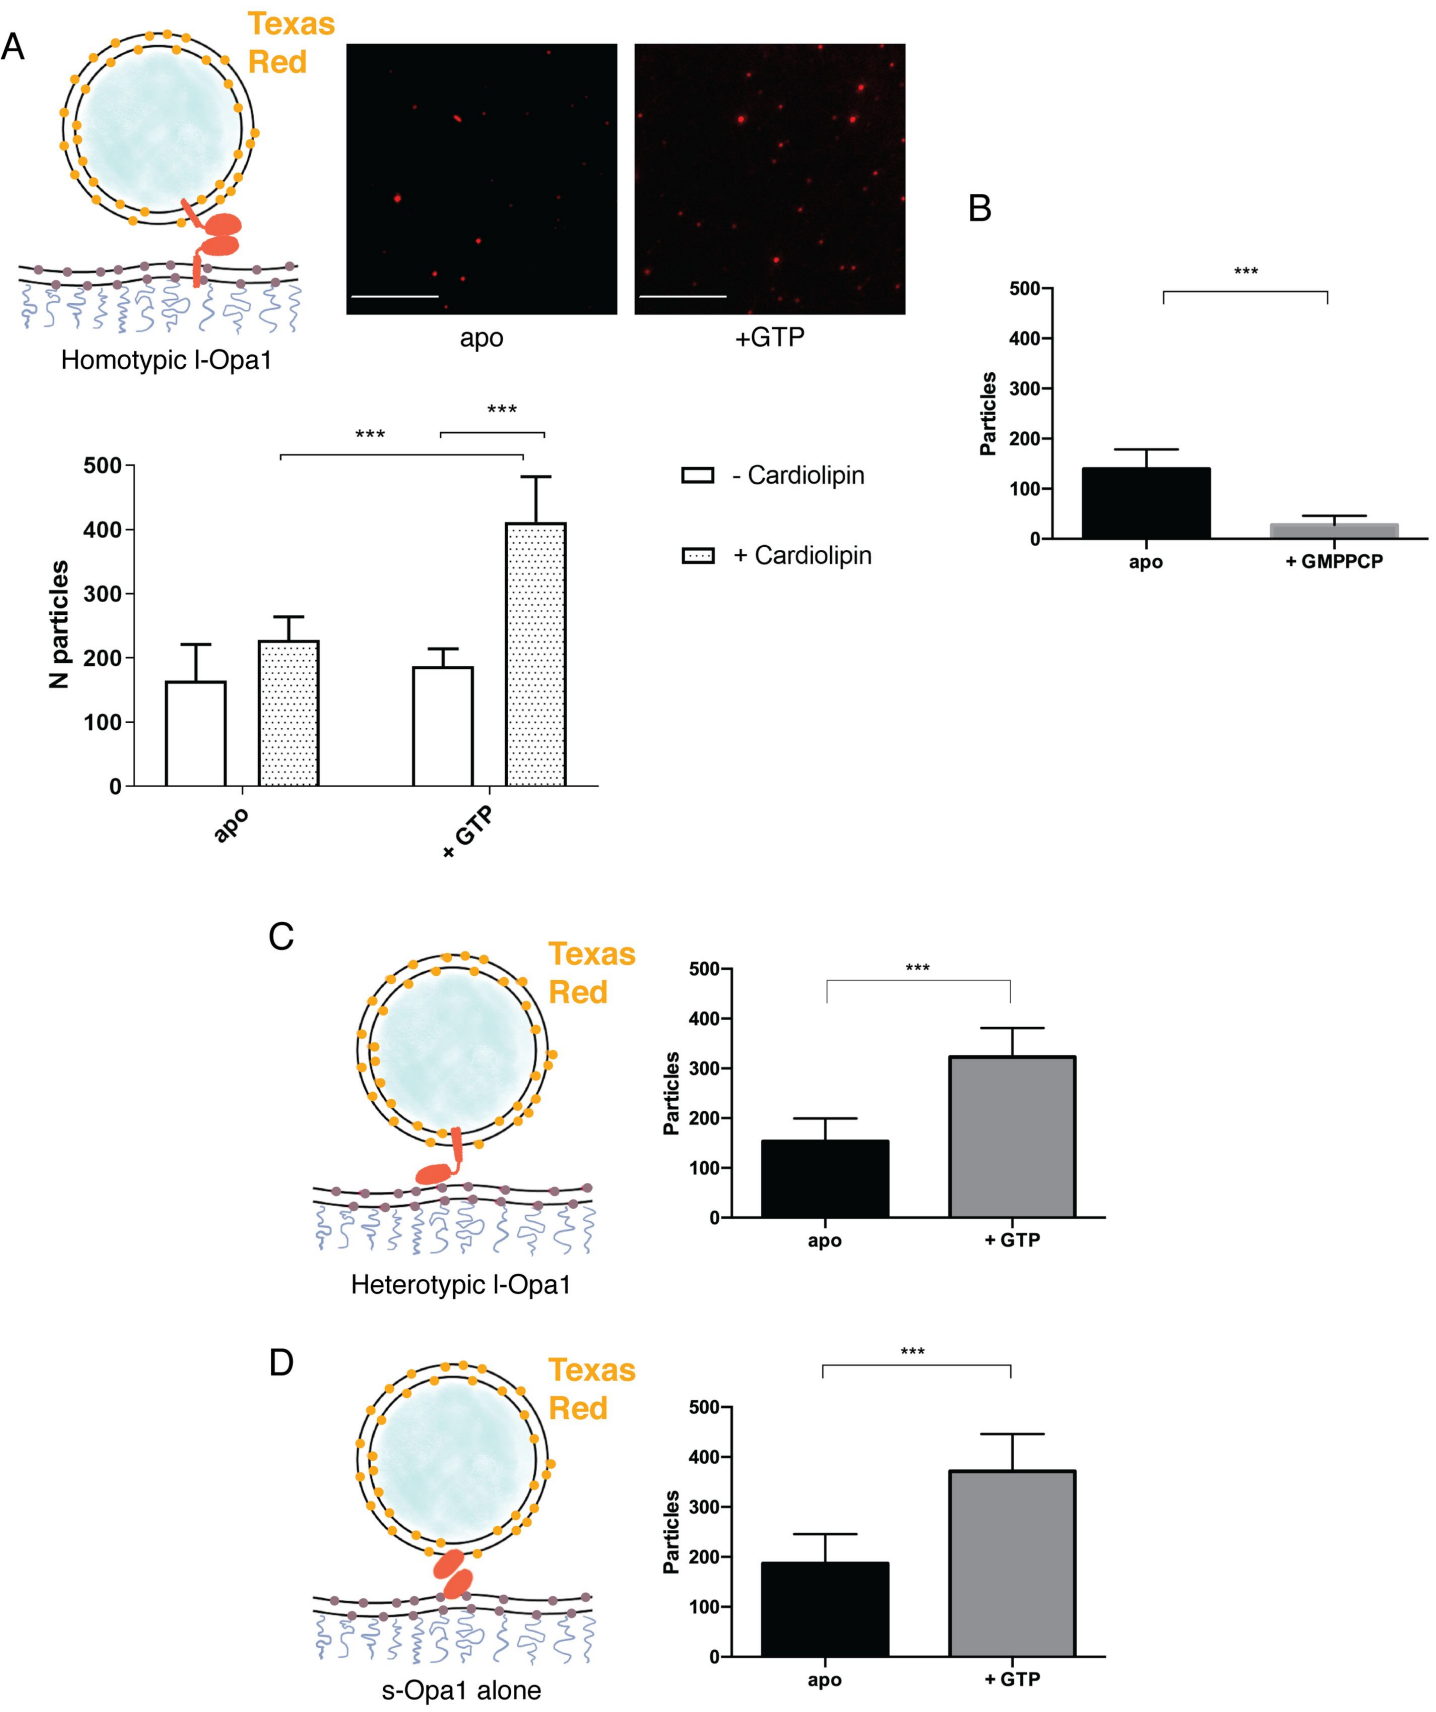 A
Texas
Red
Homotypic l-Opa1
apo
+GTP
***
***
500
400
300
200
100
0
N particles
apo
+ GTP
- Cardiolipin
+ Cardiolipin
B
***
500
400
300
200
100
0
Particles
apo
+ GMPPCP
C
Texas
Red
Heterotypic l-Opa1
***
500
400
300
200
100
0
Particles
apo
+ GTP
D
Texas
Red
s-Opa1 alone
***
500
400
300
200
100
0
Particles
apo
+ GTP